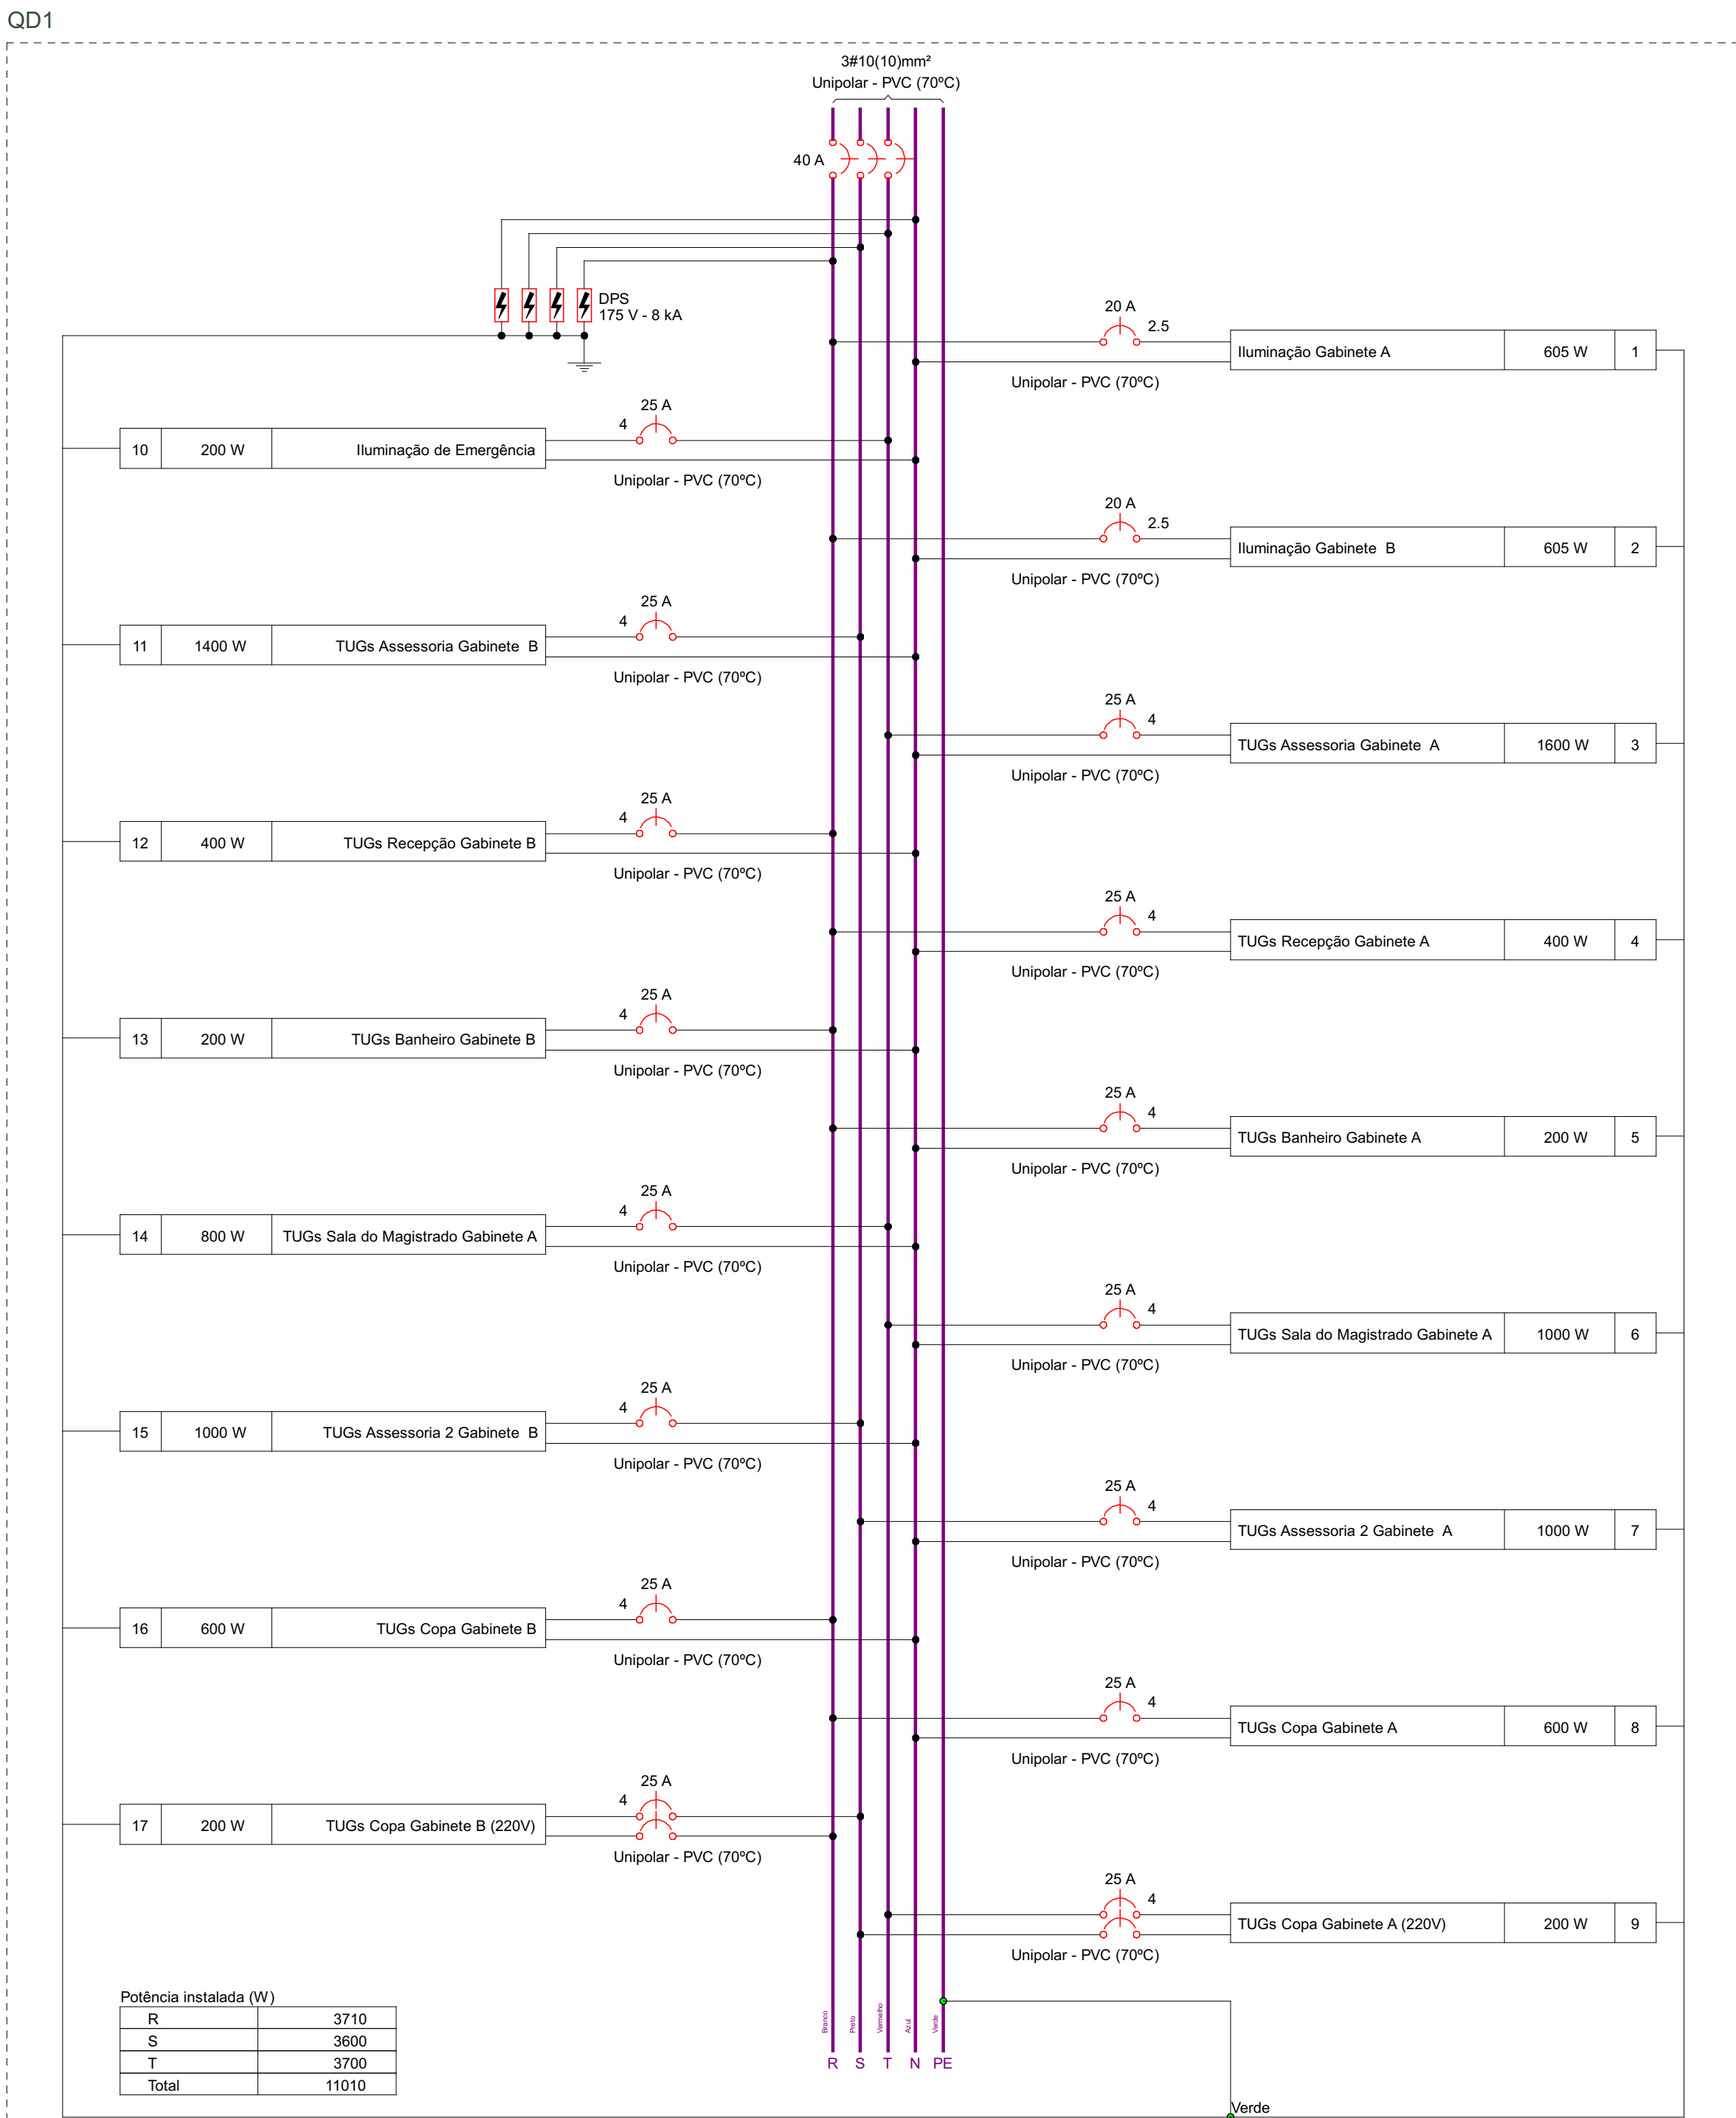 QD1
3#10(10)mm²
Unipolar - PVC (70ºC)
40 A
DPS
175 V - 8 kA
20 A
2.5
Iluminação Gabinete A 605 W 1
Unipolar - PVC (70ºC)
25 A
4
10 200 W Iluminação de Emergência
Unipolar - PVC (70ºC)
20 A
2.5
Iluminação Gabinete B 605 W 2
Unipolar - PVC (70ºC)
25 A
4
11 1400 W TUGs Assessoria Gabinete B
Unipolar - PVC (70ºC)
25 A
4
TUGs Assessoria Gabinete A 1600 W 3
Unipolar - PVC (70ºC)
25 A
4
12 400 W TUGs Recepção Gabinete B
Unipolar - PVC (70ºC)
25 A
4
TUGs Recepção Gabinete A 400 W 4
Unipolar - PVC (70ºC)
25 A
4
13 200 W TUGs Banheiro Gabinete B
Unipolar - PVC (70ºC)
25 A
4
TUGs Banheiro Gabinete A 200 W 5
Unipolar - PVC (70ºC)
25 A
4
14 800 W TUGs Sala do Magistrado Gabinete A
Unipolar - PVC (70ºC)
25 A
4
TUGs Sala do Magistrado Gabinete A 1000 W 6
Unipolar - PVC (70ºC)
25 A
4
15 1000 W TUGs Assessoria 2 Gabinete B
Unipolar - PVC (70ºC)
25 A
4
TUGs Assessoria 2 Gabinete A 1000 W 7
Unipolar - PVC (70ºC)
25 A
4
16 600 W TUGs Copa Gabinete B
Unipolar - PVC (70ºC)
25 A
4
TUGs Copa Gabinete A 600 W 8
Unipolar - PVC (70ºC)
25 A
4
17 200 W TUGs Copa Gabinete B (220V)
Unipolar - PVC (70ºC)
25 A
4
TUGs Copa Gabinete A (220V) 200 W 9
Unipolar - PVC (70ºC)
Potência instalada (W)
R 3710
S 3600
T 3700
Total 11010
Branco Preto Vermelho Azul Verde
R S T N PE
Verde